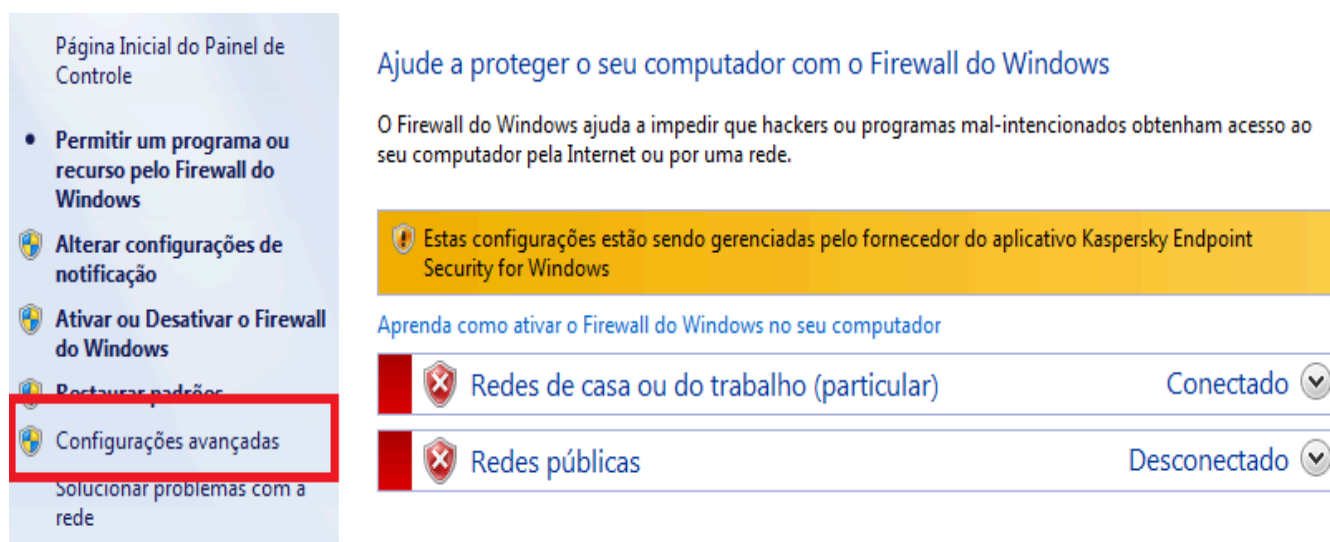 Página Inicial do Painel de
Controle
Permitir um programa ou
recurso pelo Firewall do
Windows
Alterar configurações de
notificação
Ativar ou Desativar o Firewall
do Windows
Restaurar padrões
Configurações avançadas
Solucionar problemas com a
rede
Ajude a proteger o seu computador com o Firewall do Windows
O Firewall do Windows ajuda a impedir que hackers ou programas mal-intencionados obtenham acesso ao
seu computador pela Internet ou por uma rede.
Estas configurações estão sendo gerenciadas pelo fornecedor do aplicativo Kaspersky Endpoint
Security for Windows
Aprenda como ativar o Firewall do Windows no seu computador
Redes de casa ou do trabalho (particular) Conectado
Redes públicas Desconectado